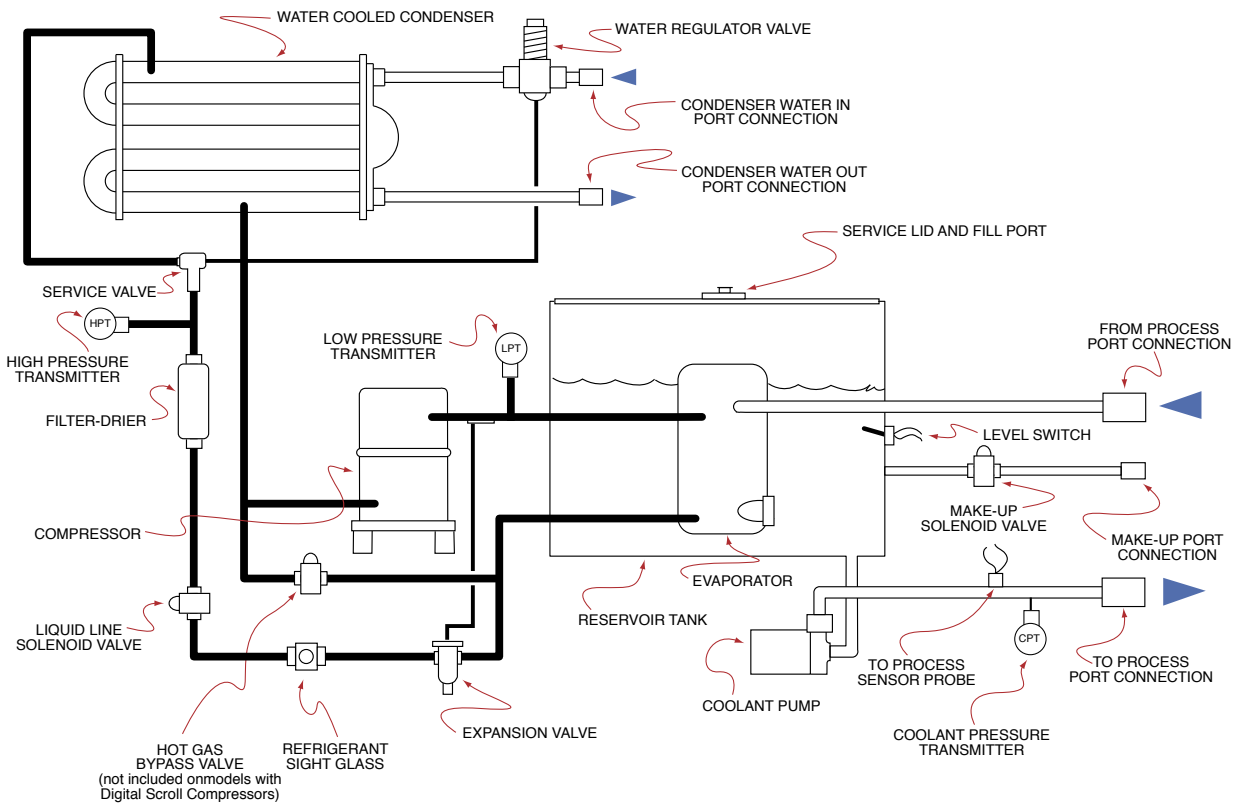 WATER COOLED CONDENSER
WATER REGULATOR VALVE
CONDENSER WATER IN
PORT CONNECTION
CONDENSER WATER OUT
PORT CONNECTION
SERVICE LID AND FILL PORT
SERVICE VALVE
HPT
HIGH PRESSURE
TRANSMITTER
LOW PRESSURE
TRANSMITTER
LPT
FROM PROCESS
PORT CONNECTION
FILTER-DRIER
LEVEL SWITCH
MAKE-UP
SOLENOID VALVE
MAKE-UP PORT
CONNECTION
COMPRESSOR
EVAPORATOR
RESERVOIR TANK
LIQUID LINE
SOLENOID VALVE
CPT
TO PROCESS
SENSOR PROBE
TO PROCESS
PORT CONNECTION
COOLANT PUMP
EXPANSION VALVE
COOLANT PRESSURE
TRANSMITTER
HOT GAS
BYPASS VALVE
(not included onmodels with
Digital Scroll Compressors)
REFRIGERANT
SIGHT GLASS